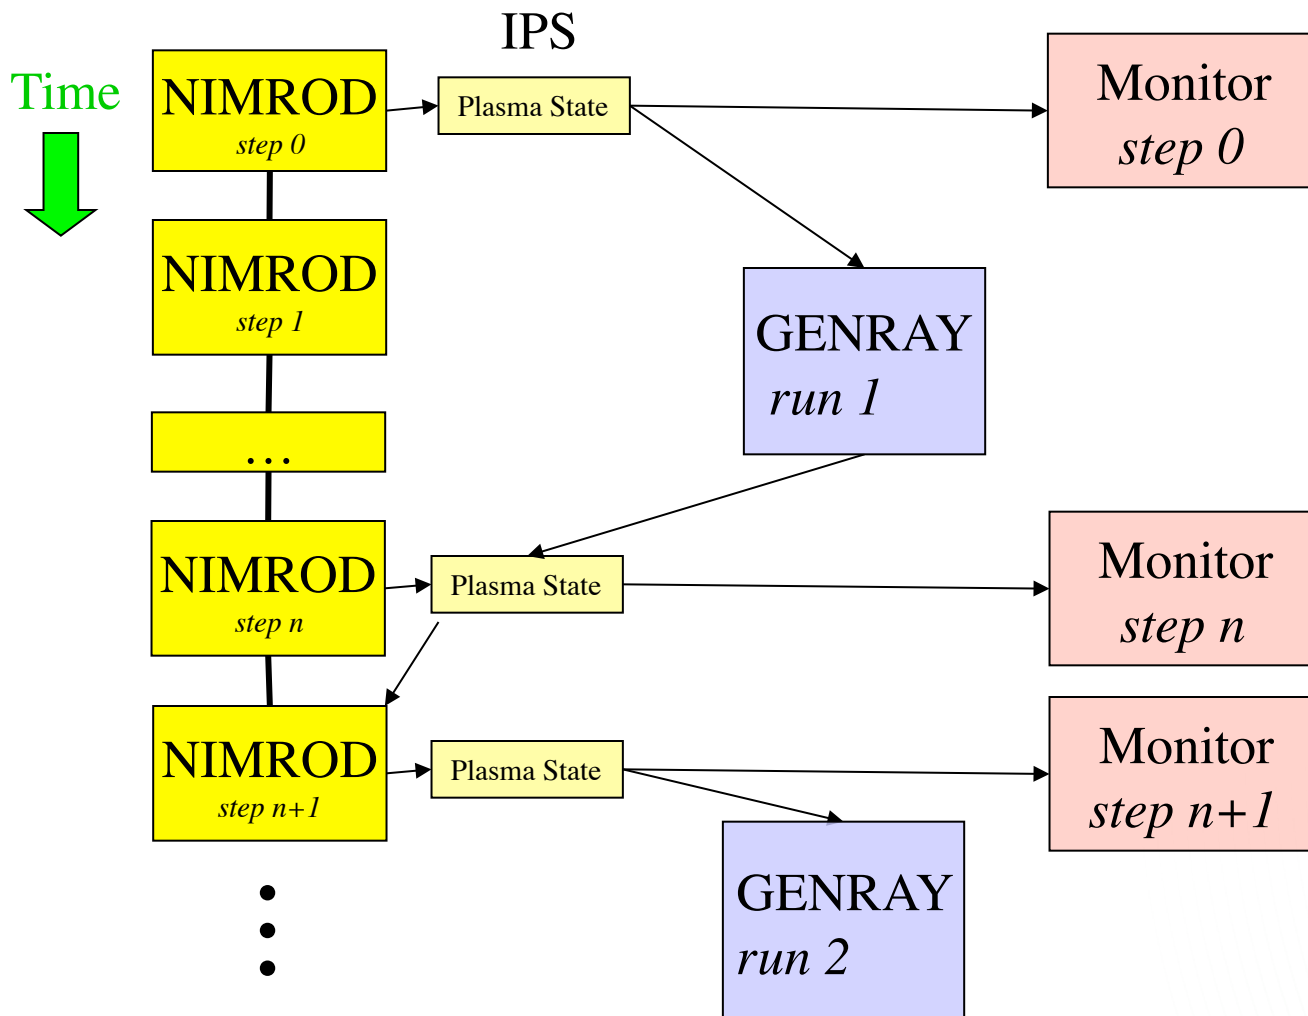 IPS
Time
NIMROD
step 0
Plasma State
Monitor
step 0
NIMROD
step 1
GENRAY
run 1
...
NIMROD
step n
Plasma State
Monitor
step n
NIMROD
step n+1
Plasma State
Monitor
step n+1
GENRAY
run 2